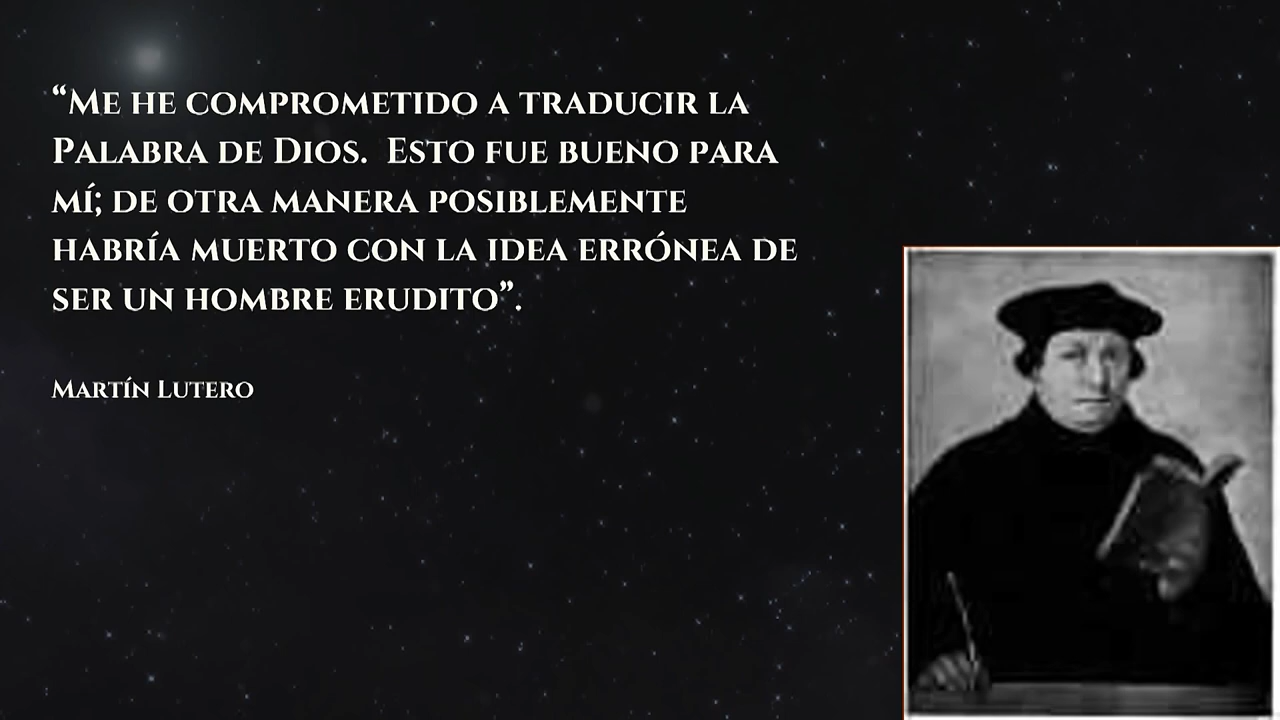 “Me he comprometido a traducir la
Palabra de Dios.  Esto fue bueno para
mí; de otra manera posiblemente
habría muerto con la idea errónea de
ser un hombre erudito”.
Martín Lutero